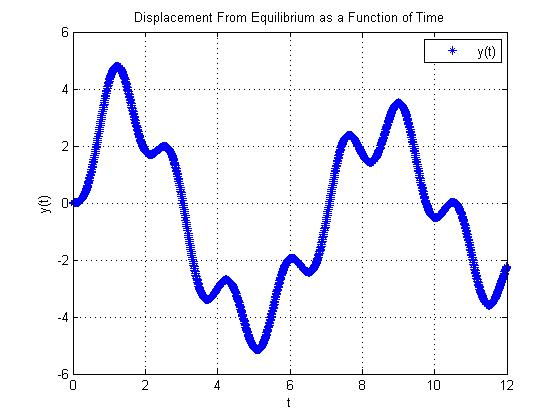 Displacement From Equilibrium as a Function of Time
y(t)
6
4
2
0
-2
-4
-6
y(t)
0 2 4 6 8 10 12
t